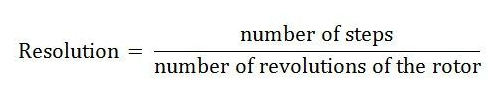 Resolution = number of steps
number of revolutions of the rotor